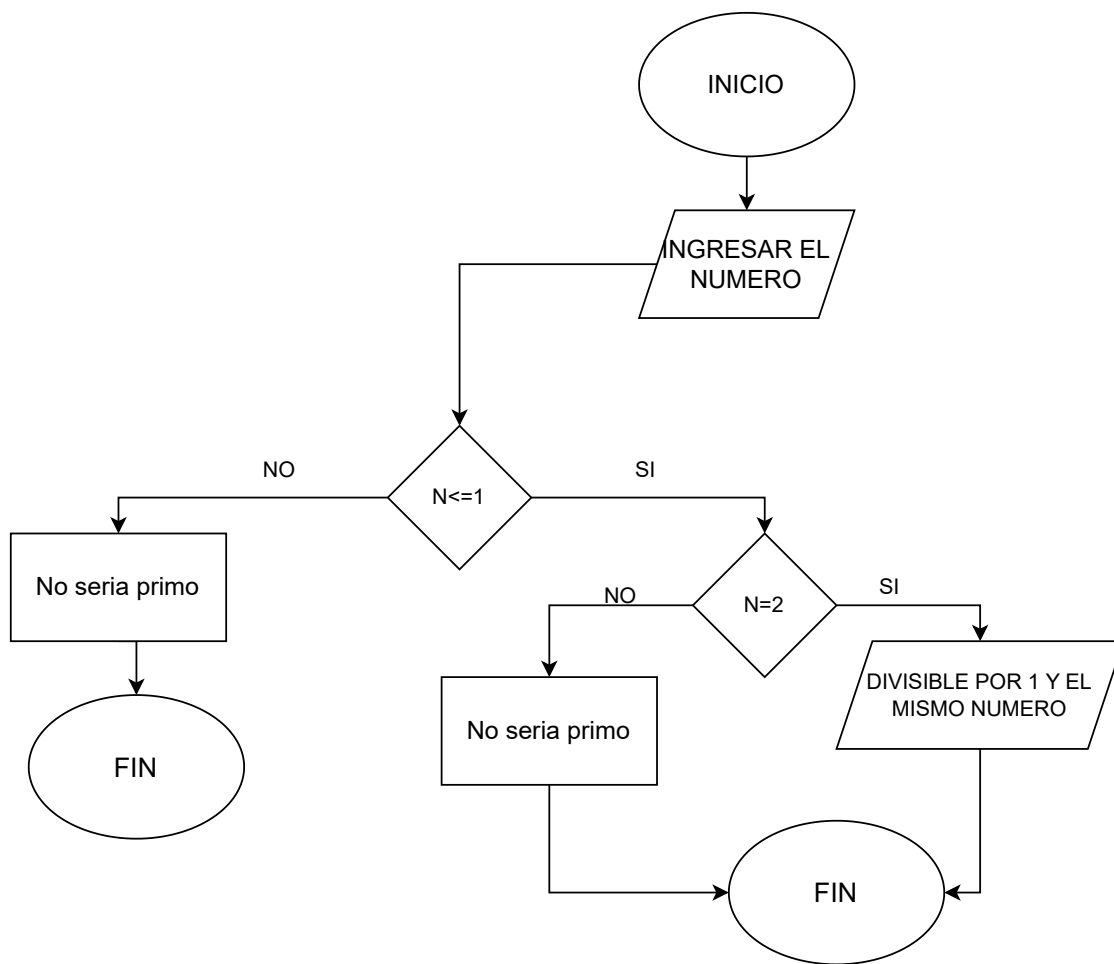 INICIO
INGRESAR EL
NUMERO
NO
SI
N<=1
No seria primo
NO
SI
N=2
DIVISIBLE POR 1 Y EL
MISMO NUMERO
No seria primo
FIN
FIN